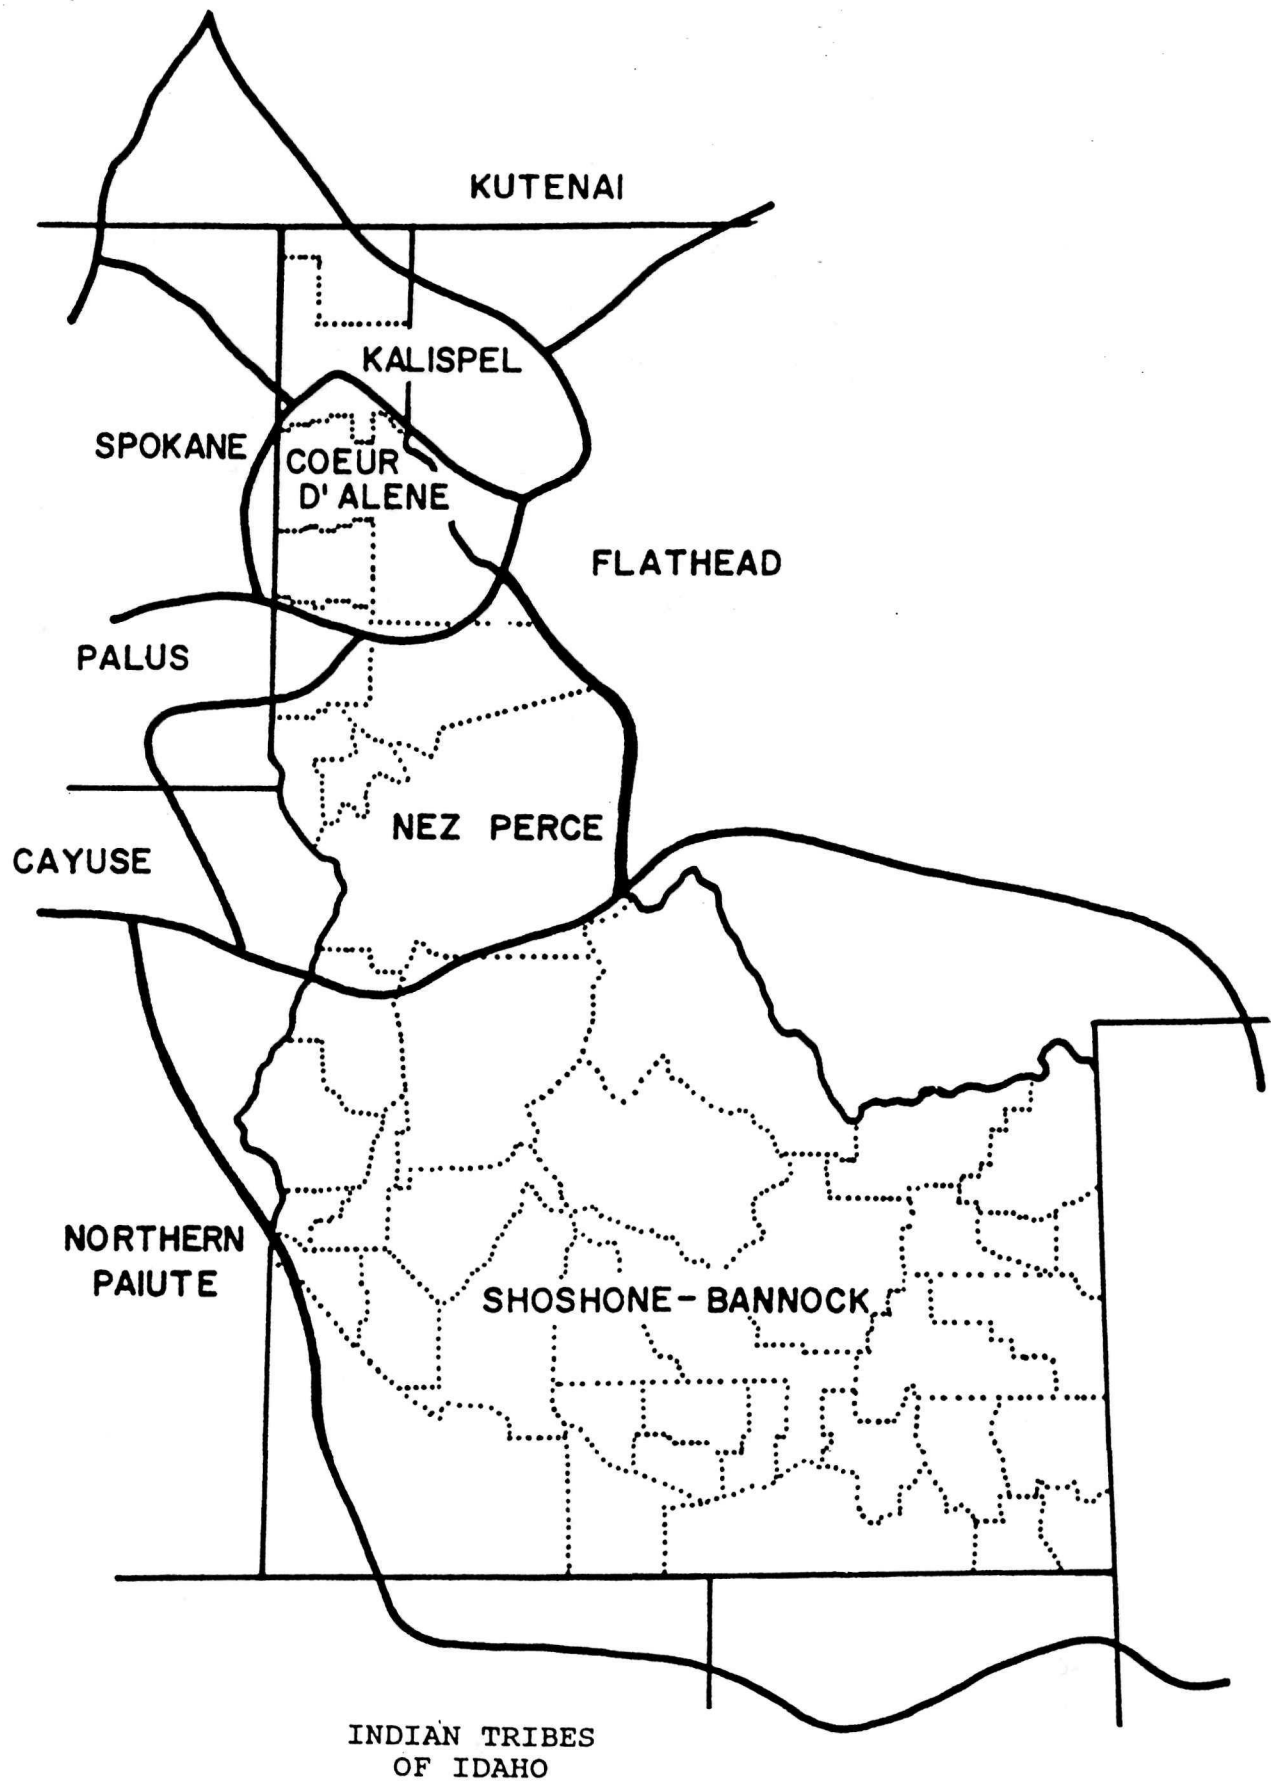 KUTENAI
KALISPEL
SPOKANE
COEUR
D'ALENE
FLATHEAD
PALUS
NEZ PERCE
CAYUSE
NORTHERN
PAIUTE
SHOSHONE-BANNOCK
INDIAN TRIBES
OF IDAHO